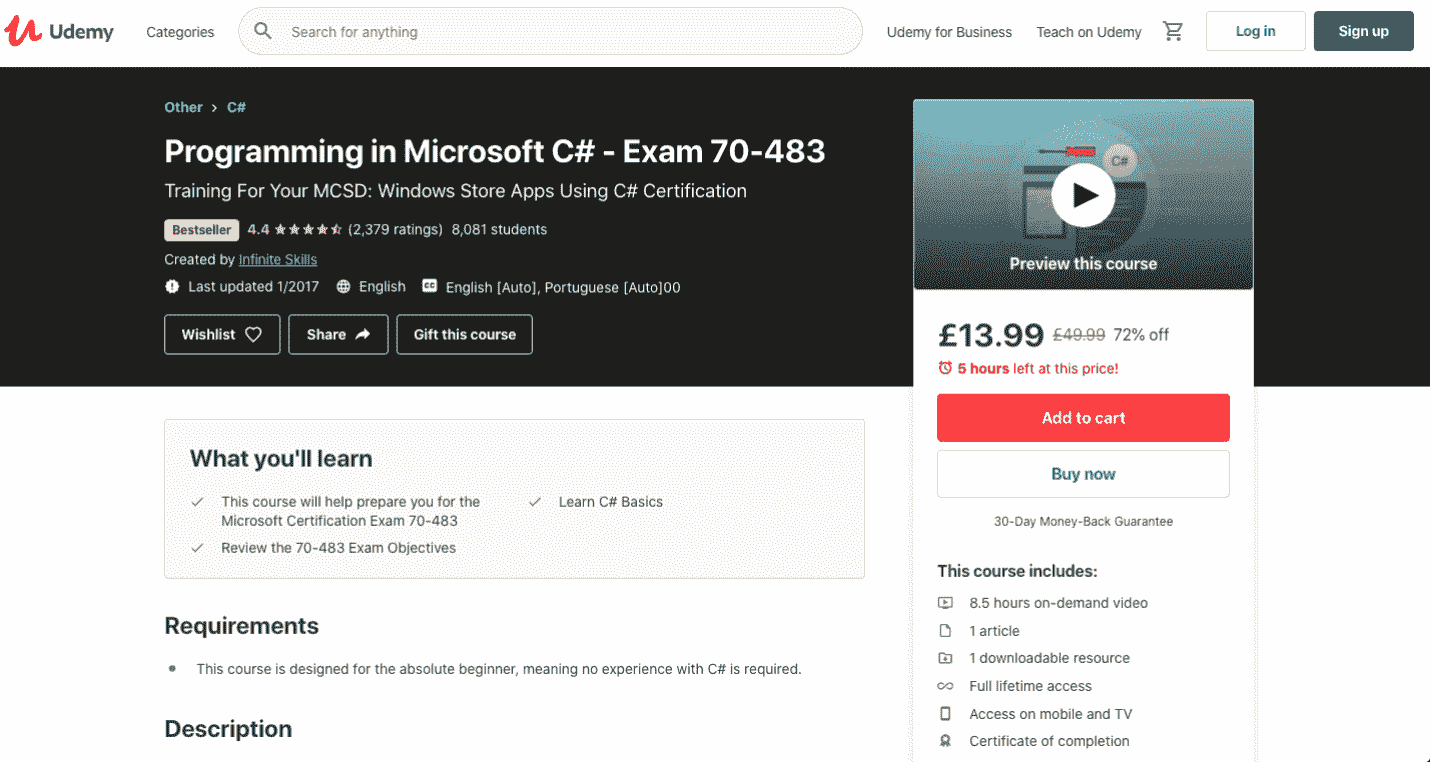 Udemy
Categories
Search for anything
Udemy for Business
Teach on Udemy
Log in
Sign up
Other > C#
Programming in Microsoft C# - Exam 70-483
Training For Your MCSD: Windows Store Apps Using C# Certification
Bestseller 4.4 (2,379 ratings) 8,081 students
Created by Infinite Skills
Last updated 1/2017 English English [Auto], Portuguese [Auto]00
Wishlist Share Gift this course
C#
Preview this course
£13.99 £49.99 72% off
5 hours left at this price!
Add to cart
Buy now
30-Day Money-Back Guarantee
This course includes:
8.5 hours on-demand video
1 article
1 downloadable resource
Full lifetime access
Access on mobile and TV
Certificate of completion
What you'll learn
This course will help prepare you for the
Microsoft Certification Exam 70-483
Learn C# Basics
Review the 70-483 Exam Objectives
Requirements
This course is designed for the absolute beginner, meaning no experience with C# is required.
Description